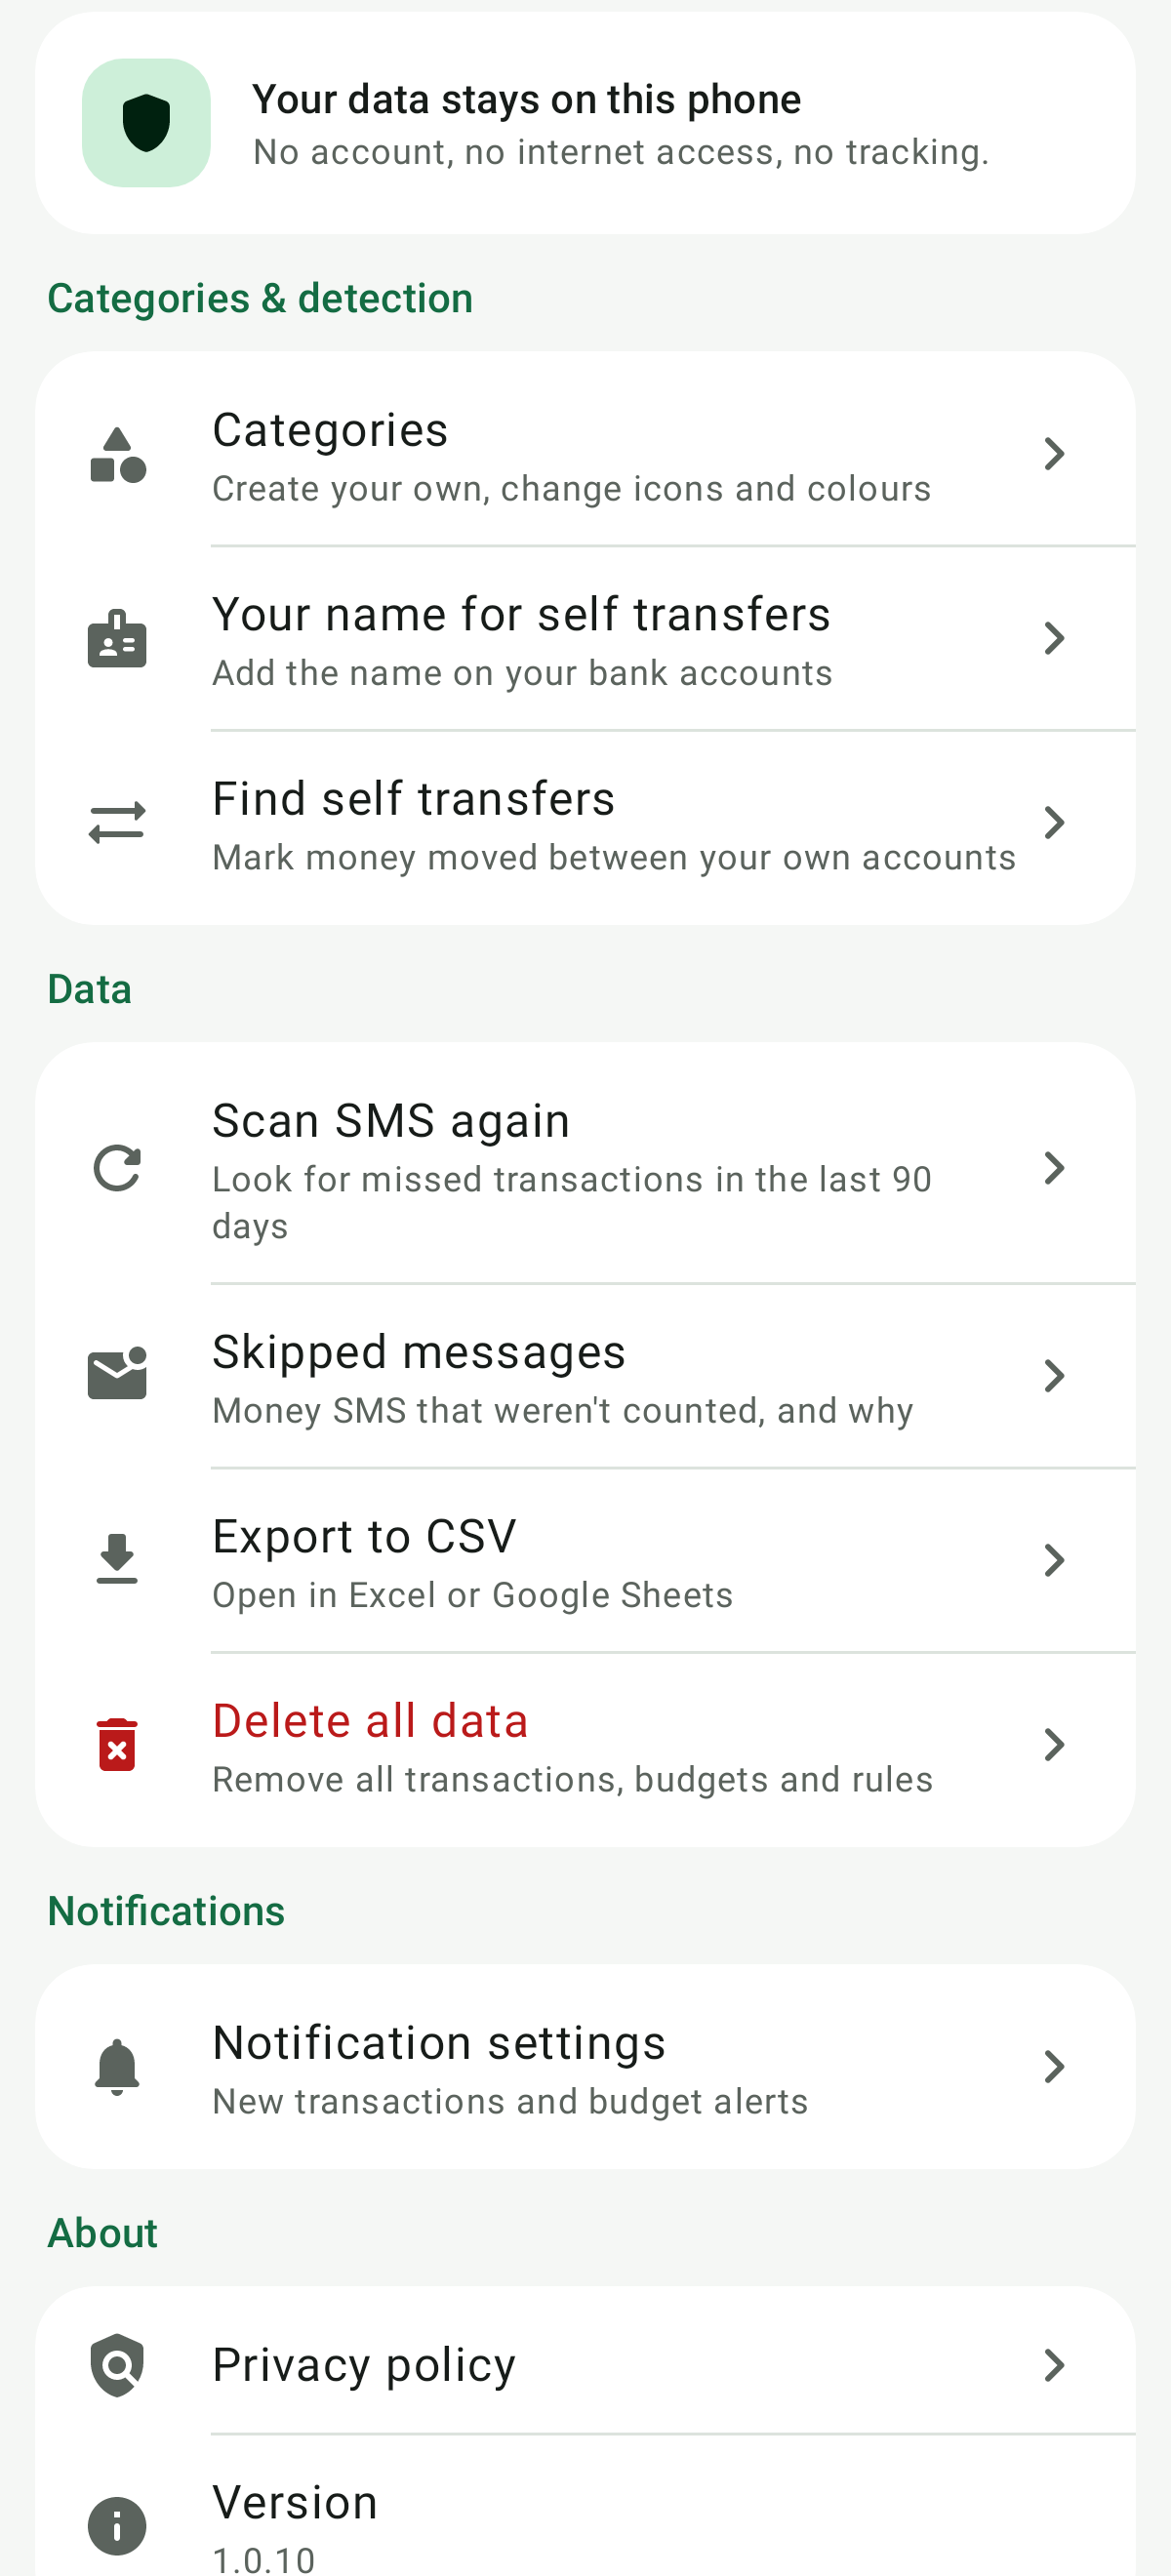 Your data stays on this phone
No account, no internet access, no tracking.
Categories & detection
Categories
Create your own, change icons and colours
Your name for self transfers
Add the name on your bank accounts
Find self transfers
Mark money moved between your own accounts
Data
Scan SMS again
Look for missed transactions in the last 90
days
Skipped messages
Money SMS that weren't counted, and why
Export to CSV
Open in Excel or Google Sheets
Delete all data
Remove all transactions, budgets and rules
Notifications
Notification settings
New transactions and budget alerts
About
Privacy policy
Version
1.0.10